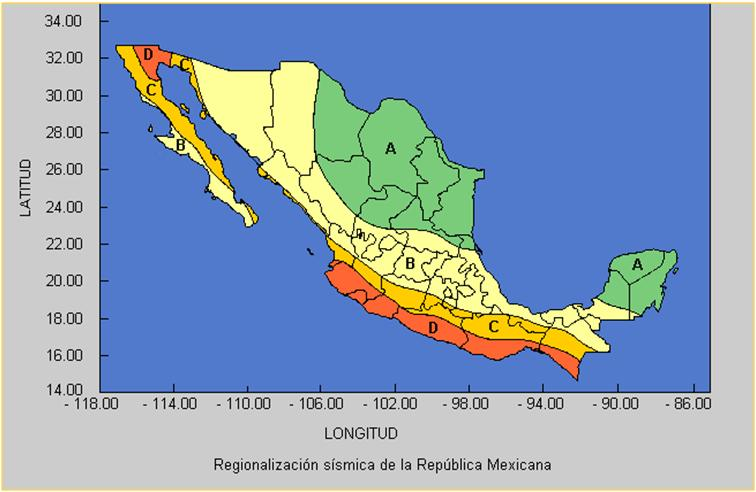 34.00
32.00
30.00
28.00
26.00
24.00
22.00
20.00
18.00
16.00
14.00
LATITUD
D
C
C
B
A
B
A
C
D
- 118.00 - 114.00 - 110.00 - 106.00 - 102.00 - 98.00 - 94.00 - 90.00 - 86.00
LONGITUD
Regionalización sísmica de la República Mexicana